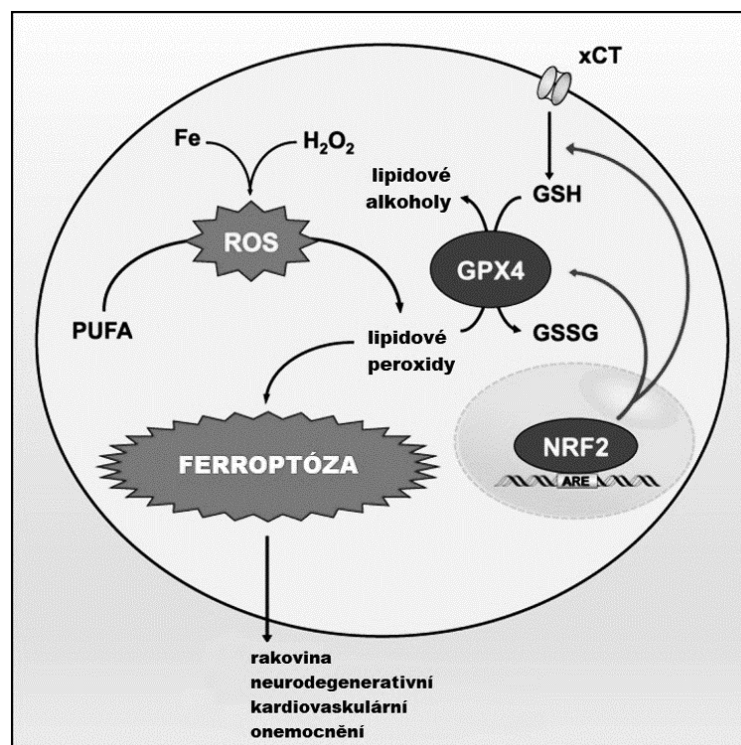 xCT
Fe
H₂O₂
lipidové
alkoholy
GSH
ROS
GPX4
PUFA
lipidové
peroxidy
GSSG
FERROPTÓZA
NRF2
ARE
rakovina
neurodegenerativní
kardiovaskulární
onemocnění